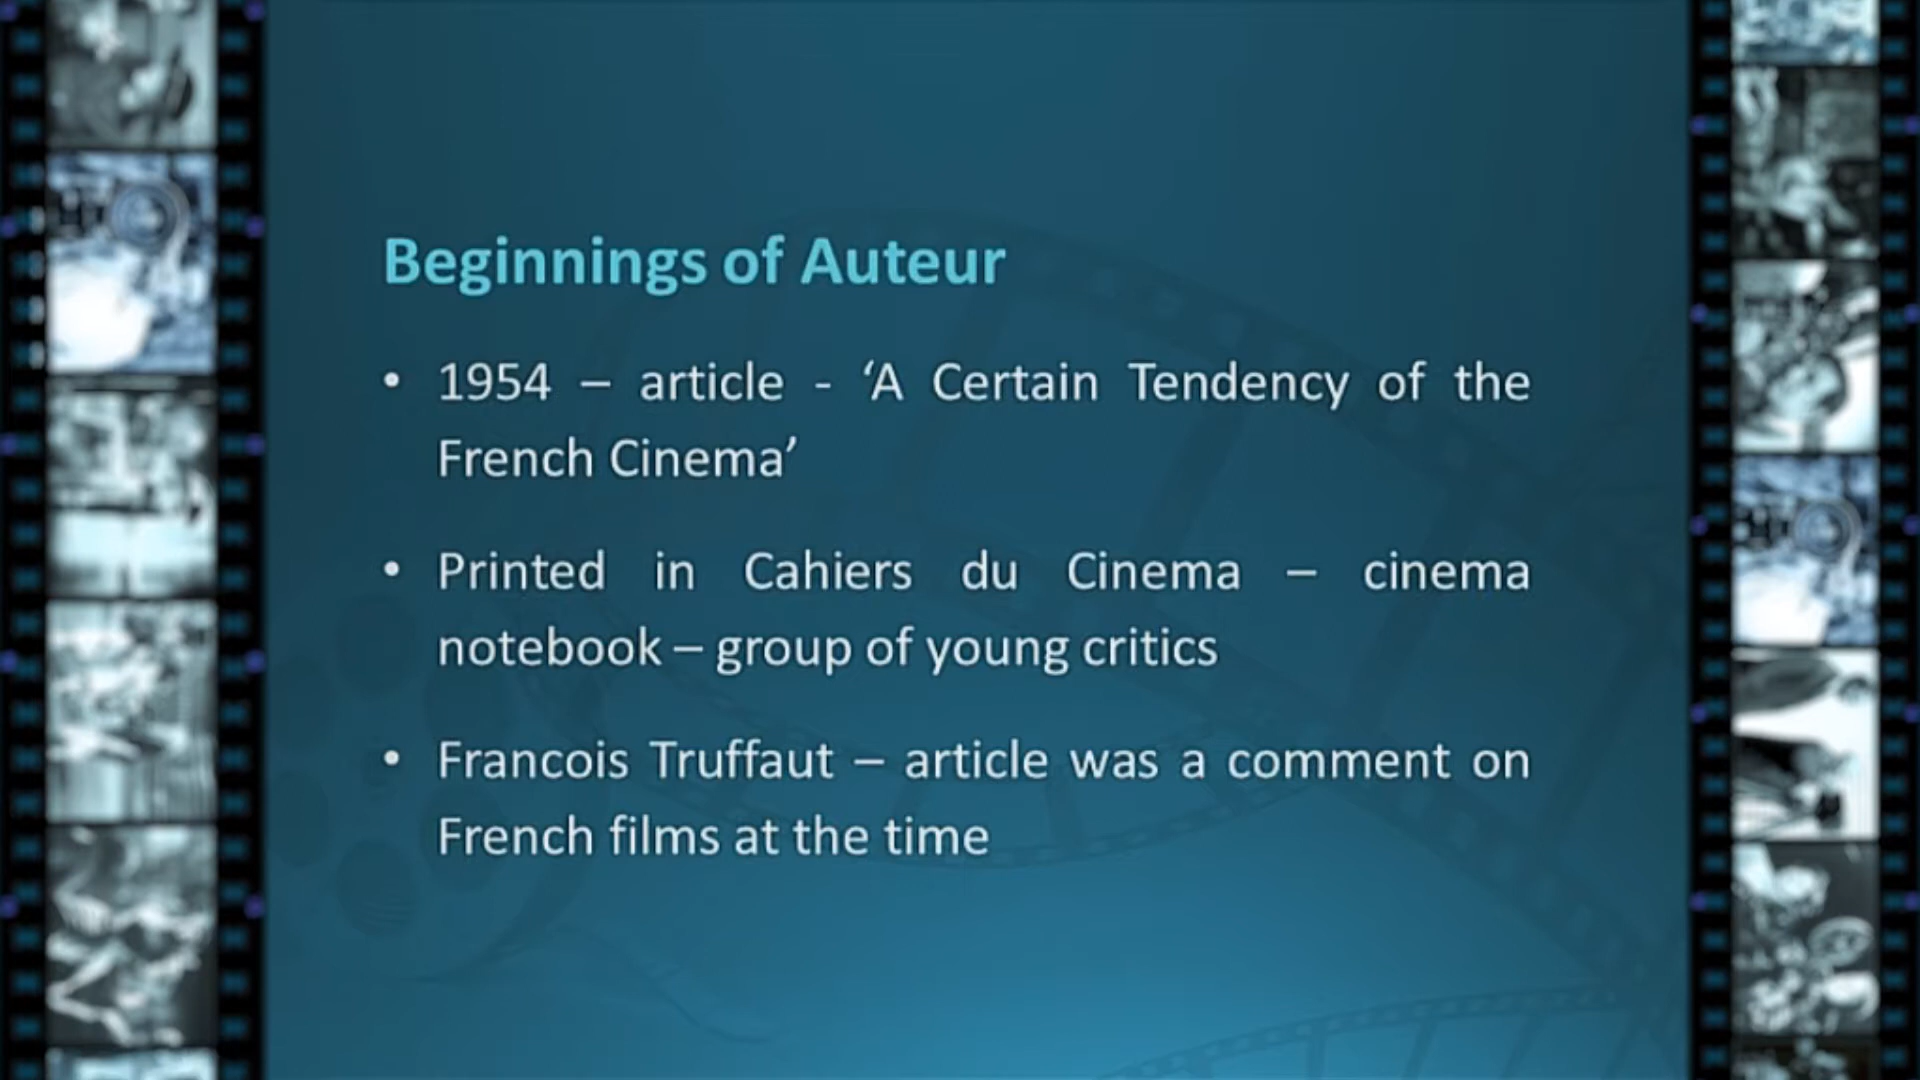 Beginnings of Auteur
• 1954 – article - ‘A Certain Tendency of the
French Cinema’
• Printed in Cahiers du Cinema – cinema
notebook – group of young critics
• Francois Truffaut – article was a comment on
French films at the time